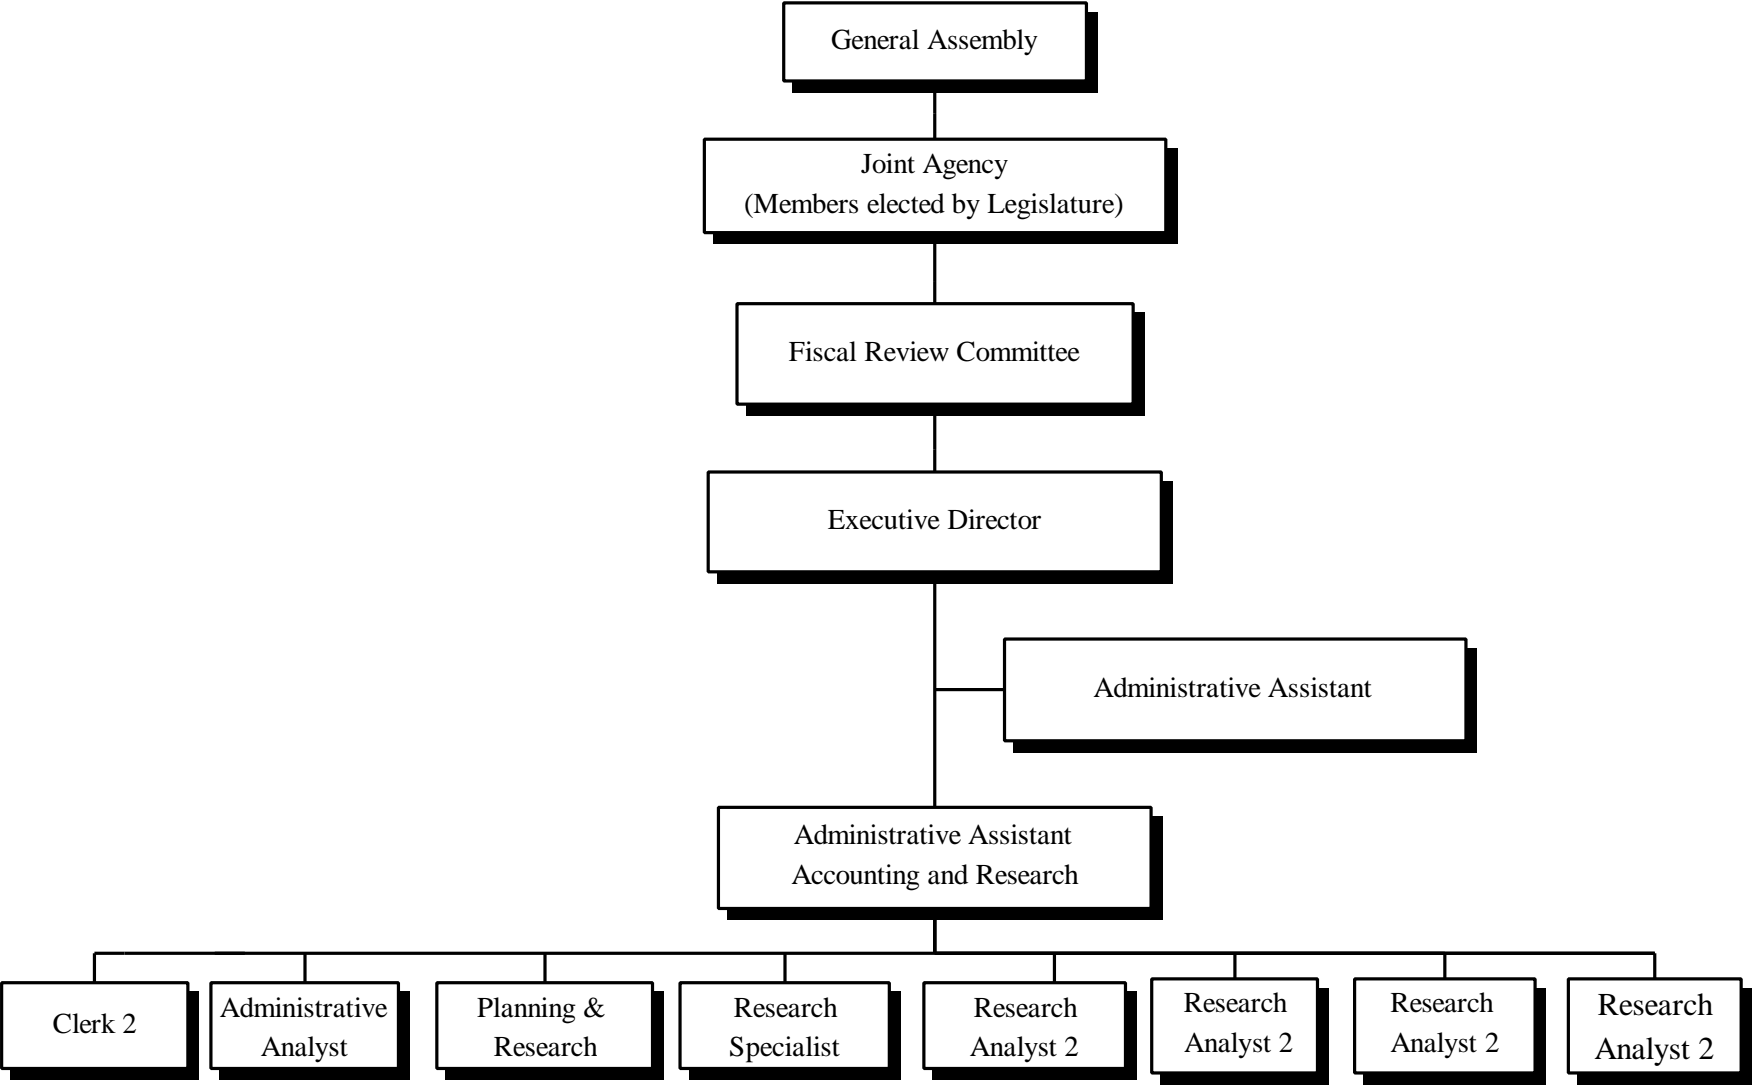 General Assembly
Joint Agency
(Members elected by Legislature)
Fiscal Review Committee
Executive Director
Administrative Assistant
Administrative Assistant
Accounting and Research
Clerk 2
Administrative
Analyst
Planning &
Research
Research
Specialist
Research
Analyst 2
Research
Analyst 2
Research
Analyst 2
Research
Analyst 2